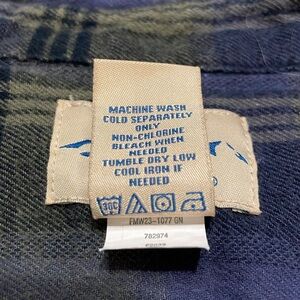 MACHINE WASH
COLD SEPARATELY
ONLY
NON-CHLORINE
BLEACH WHEN
NEEDED
TUMBLE DRY LOW
COOL IRON IF
NEEDED
30C
®
FMW23-1077 GN
782974